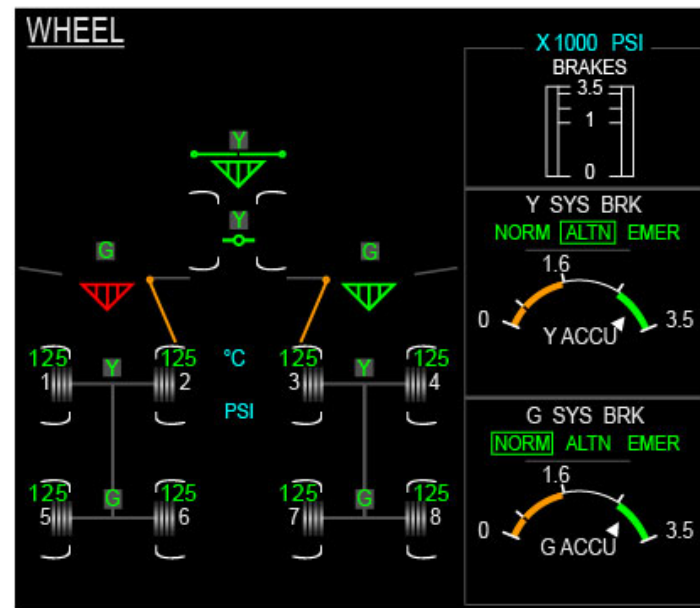 WHEEL
X 1000 PSI
BRAKES
3.5
1
0
Y
Y
G
G
Y SYS BRK
NORM ALTN EMER
1.6
0
3.5
Y ACCU
125 125 °C 125 125
1 Y 2 3 Y 4
PSI
G SYS BRK
NORM ALTN EMER
1.6
0
3.5
G ACCU
125 G 125 125 G 125
5 6 7 8